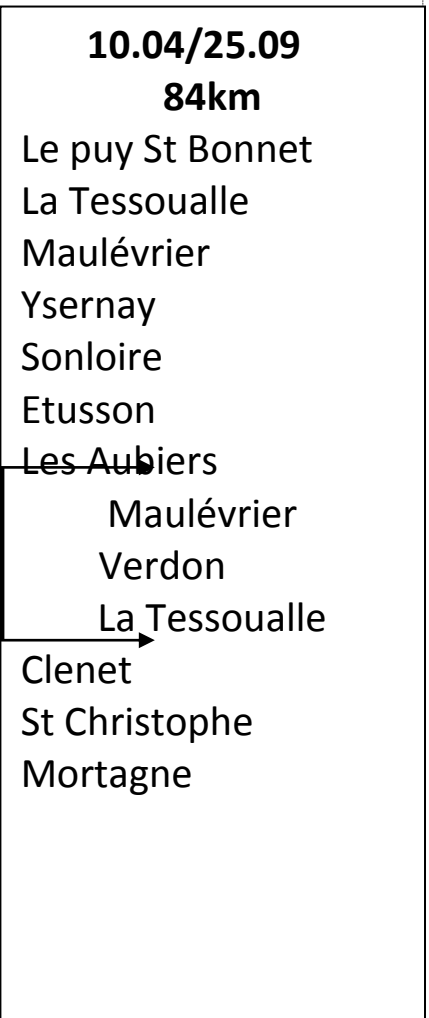 10.04/25.09
84km
Le puy St Bonnet
La Tessoualle
Maulévrier
Ysernay
Sonloire
Etusson
Les Aubiers
Maulévrier
Verdon
La Tessoualle
Clenet
St Christophe
Mortagne